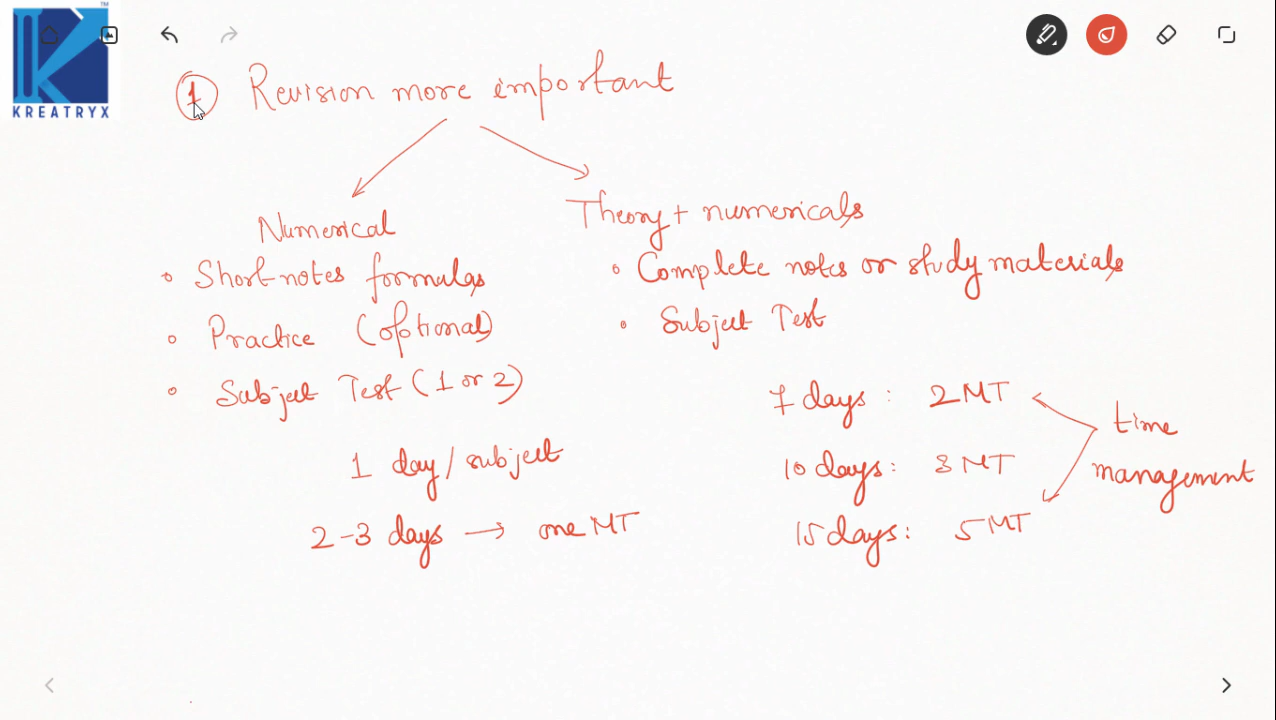 TM
KREATRYX
1 Revision more important
Numerical
• Short notes formulas
• Practice (optional)
• Subject Test (1 or 2)
1 day/subject
2-3 days → one MT
Theory + numericals
• Complete notes or study materials
• Subject Test
7 days : 2 MT
10 days : 3 MT
15 days : 5 MT
time
management